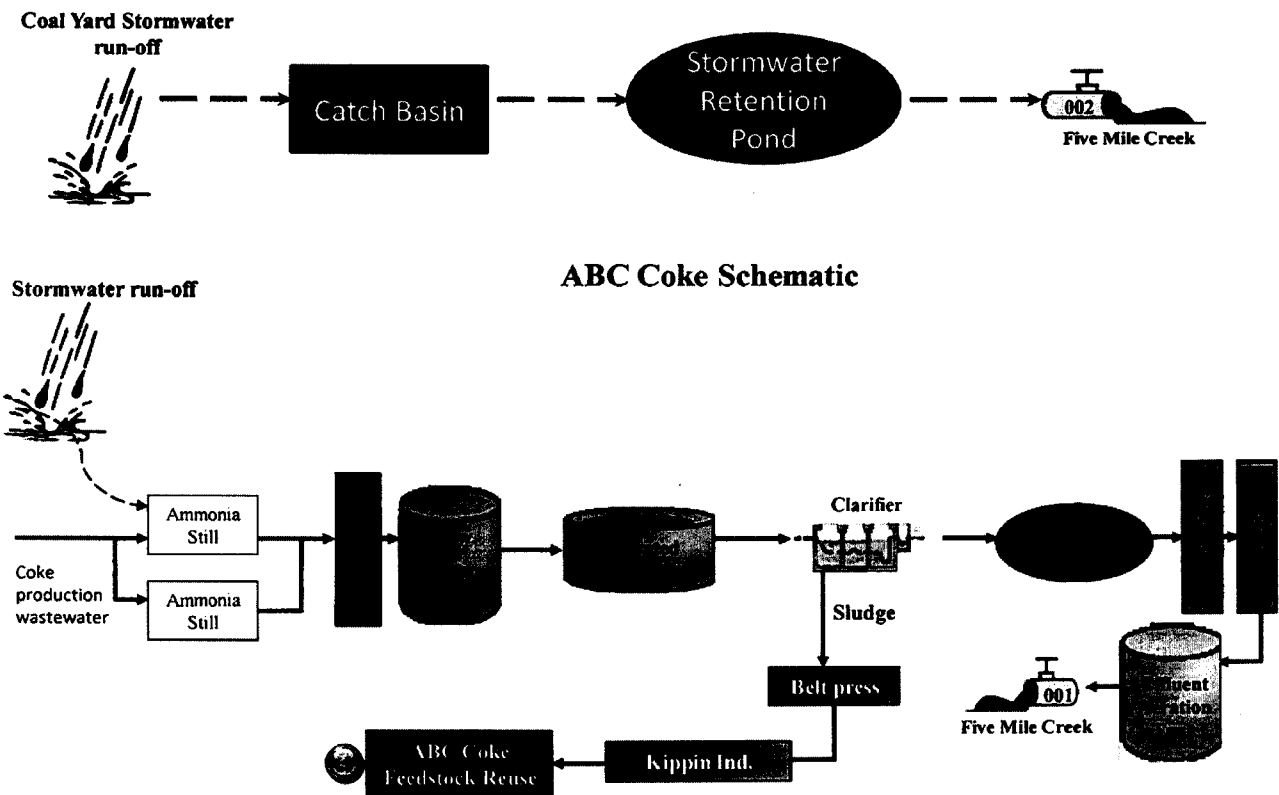 Coal Yard Stormwater
run-off
Catch Basin
Stormwater
Retention
Pond
002
Five Mile Creek
ABC Coke Schematic
Stormwater run-off
Ammonia
Still
Coke
production
wastewater
Ammonia
Still
Clarifier
Sludge
Belt press
Kippin Ind.
ABC Coke
Feedstock Reuse
001
Five Mile Creek